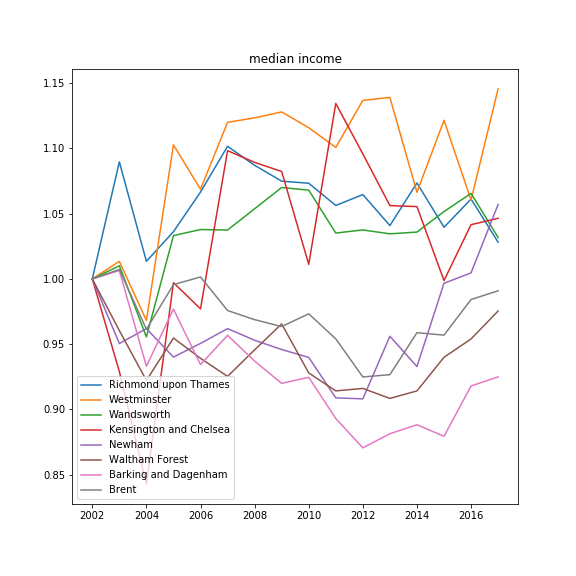 median income
1.15
1.10
1.05
1.00
0.95
0.90
0.85
Richmond upon Thames
Westminster
Wandsworth
Kensington and Chelsea
Newham
Waltham Forest
Barking and Dagenham
Brent
2002 2004 2006 2008 2010 2012 2014 2016